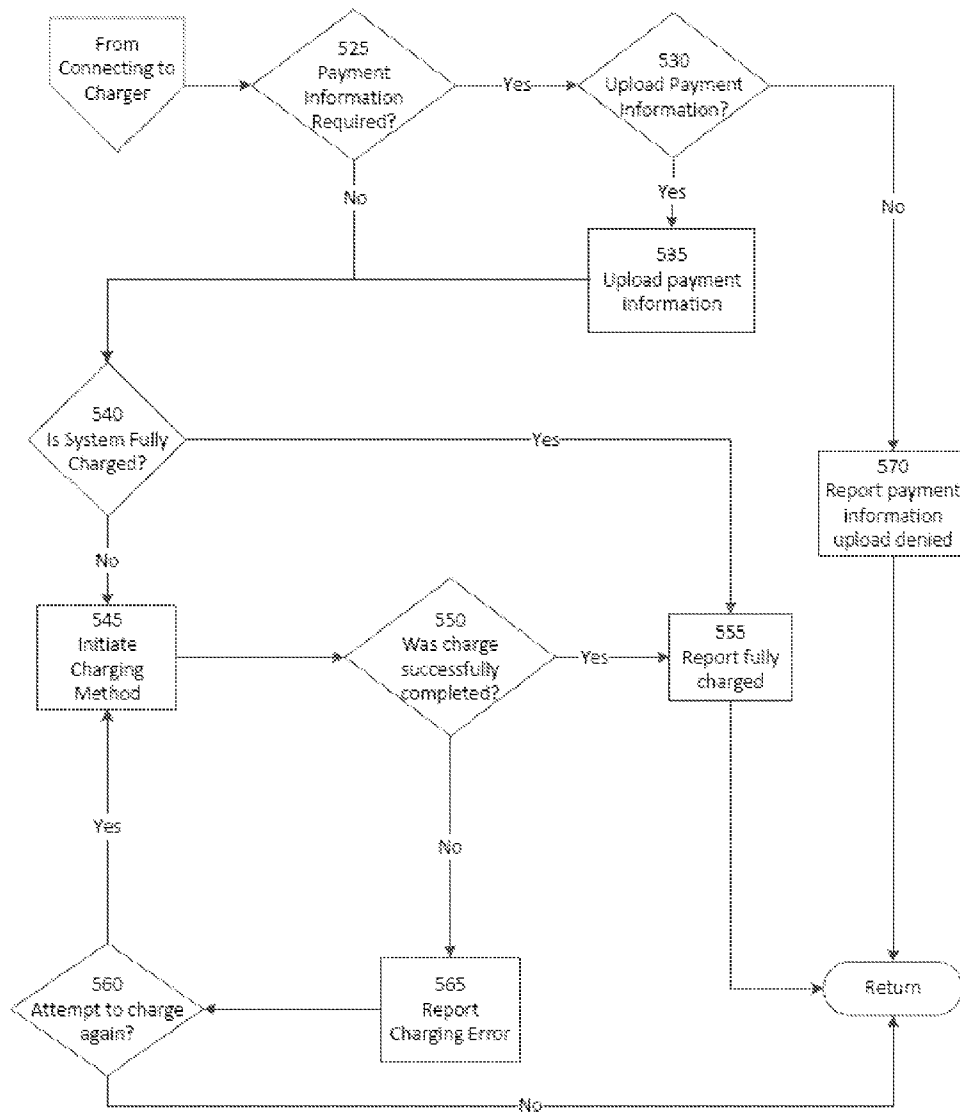 From
Connecting to
Charger
525
Payment
Information
Required?
Yes
530
Upload Payment
Information?
No
Yes
No
535
Upload payment
information
540
Is System Fully
Charged?
Yes
570
Report payment
information
upload denied
No
545
Initiate
Charging
Method
550
Was charge
successfully
completed?
Yes
555
Report fully
charged
Yes
No
560
Attempt to charge
again?
565
Report
Charging Error
Return
No